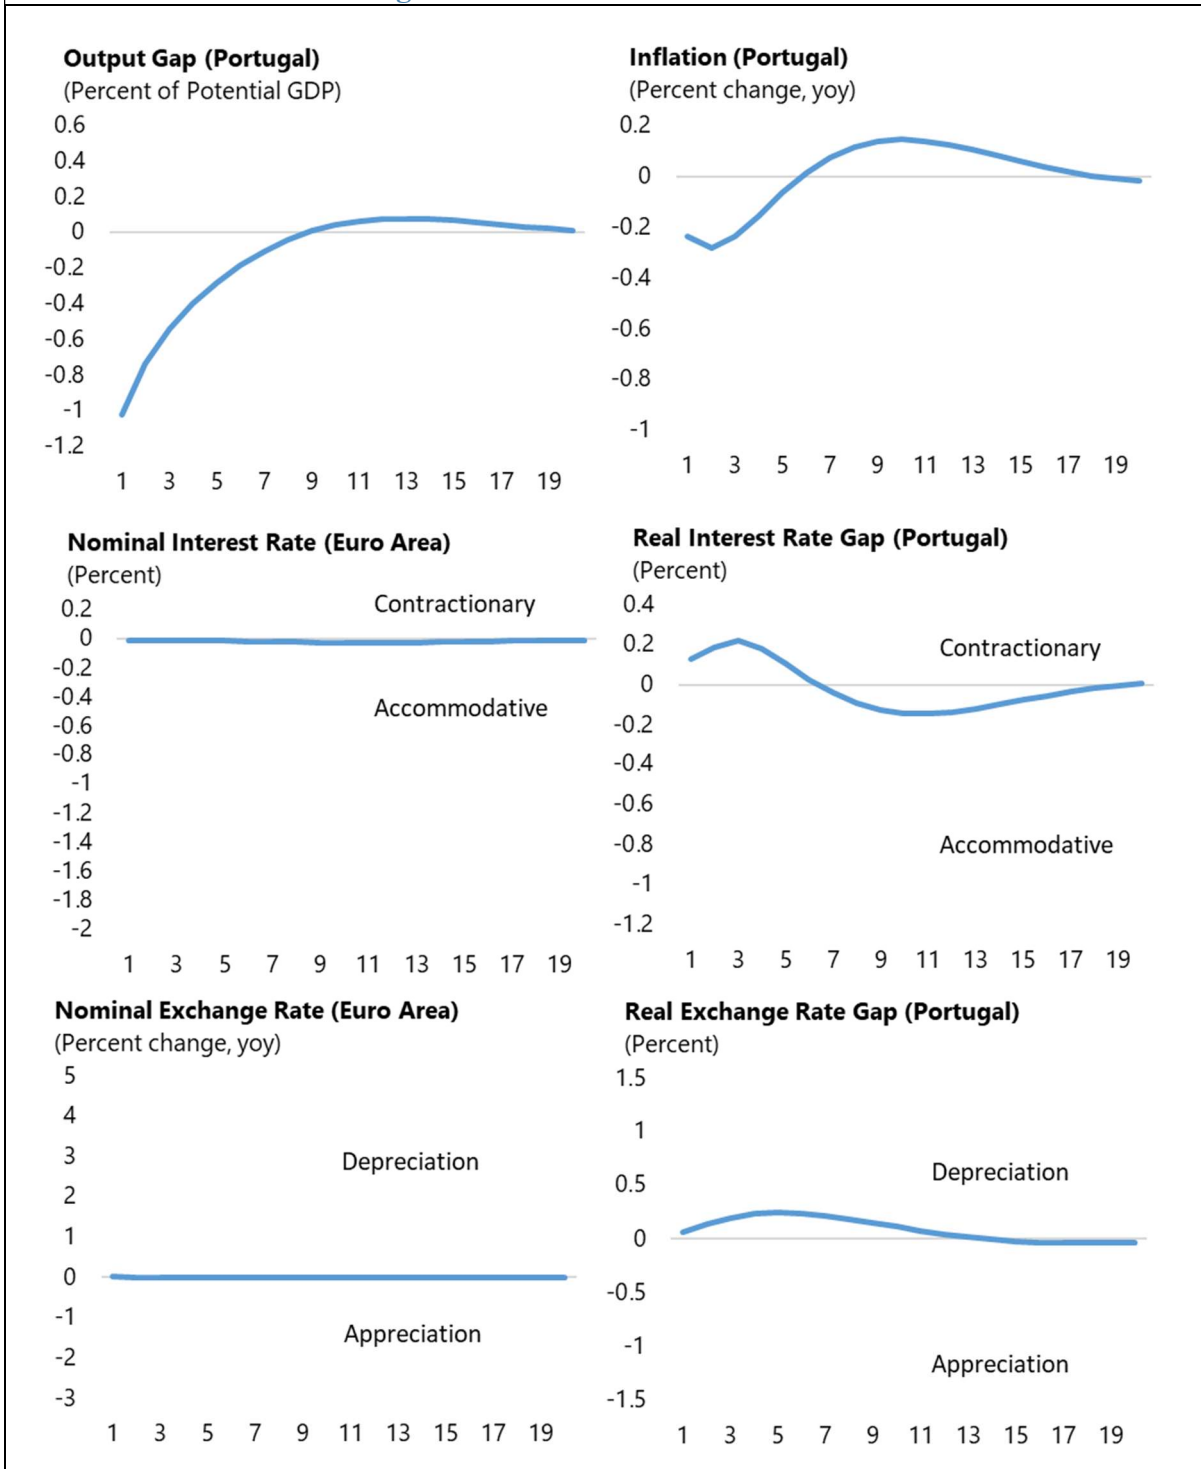 Output Gap (Portugal)
(Percent of Potential GDP)
0.6
0.4
0.2
0
-0.2
-0.4
-0.6
-0.8
-1
-1.2
1 3 5 7 9 11 13 15 17 19
Inflation (Portugal)
(Percent change, yoy)
0.2
0
-0.2
-0.4
-0.6
-0.8
-1
1 3 5 7 9 11 13 15 17 19
Nominal Interest Rate (Euro Area)
(Percent)
0.2
0
-0.2
-0.4
-0.6
-0.8
-1
-1.2
-1.4
-1.6
-1.8
-2
Contractionary
Accommodative
1 3 5 7 9 11 13 15 17 19
Real Interest Rate Gap (Portugal)
(Percent)
0.4
0.2
0
-0.2
-0.4
-0.6
-0.8
-1
-1.2
Contractionary
Accommodative
1 3 5 7 9 11 13 15 17 19
Nominal Exchange Rate (Euro Area)
(Percent change, yoy)
5
4
3
2
1
0
-1
-2
-3
Depreciation
Appreciation
1 3 5 7 9 11 13 15 17 19
Real Exchange Rate Gap (Portugal)
(Percent)
1.5
1
0.5
0
-0.5
-1
-1.5
Depreciation
Appreciation
1 3 5 7 9 11 13 15 17 19